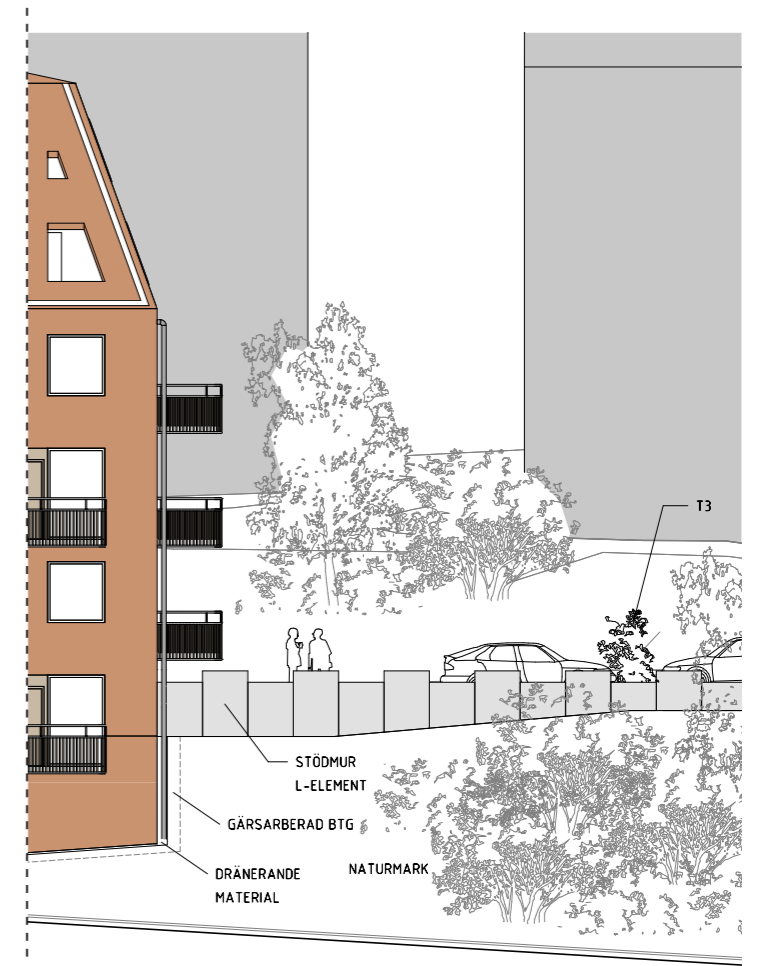 T3
STÖDMUR
L-ELEMENT
GÄRSARBERAD BTG
DRÄNERANDE
MATERIAL
NATURMARK